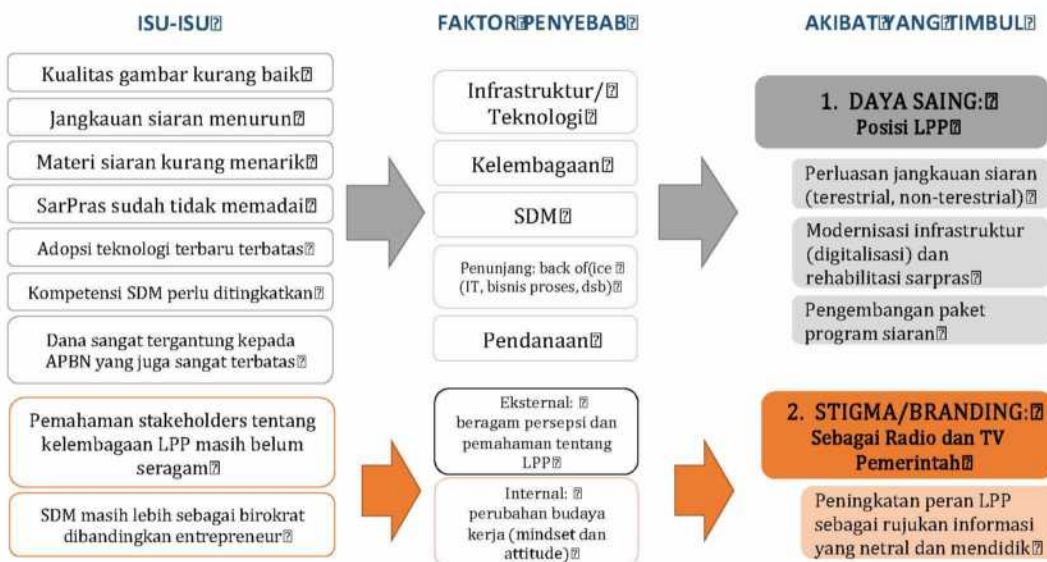 ISU-ISU
Kualitas gambar kurang baik
Jangkauan siaran menurun
Materi siaran kurang menarik
SarPras sudah tidak memadai
Adopsi teknologi terbaru terbatas
Kompetensi SDM perlu ditingkatkan
Dana sangat tergantung kepada
APBN yang juga sangat terbatas
Pemahaman stakeholders tentang
kelembagaan LPP masih belum
seragam
SDM masih lebih sebagai birokrat
dibandingkan entrepreneur
FAKTOR PENYEBAB
Infrastruktur/
Teknologi
Kelembagaan
SDM
Penunjang: back of(ice
(IT, bisnis proses, dsb)
Pendanaan
Eksternal:
beragam persepsi dan
pemahaman tentang
LPP
Internal:
perubahan budaya
kerja (mindset dan
attitude)
AKIBAT YANG TIMBUL
1. DAYA SAING:
Posisi LPP
Perluasan jangkauan siaran
(terestrial, non-terestrial)
Modernisasi infrastruktur
(digitalisasi) dan
rehabilitasi sarpras
Pengembangan paket
program siaran
2. STIGMA/BRANDING:
Sebagai Radio dan TV
Pemerintah
Peningkatan peran LPP
sebagai rujukan informasi
yang netral dan mendidik